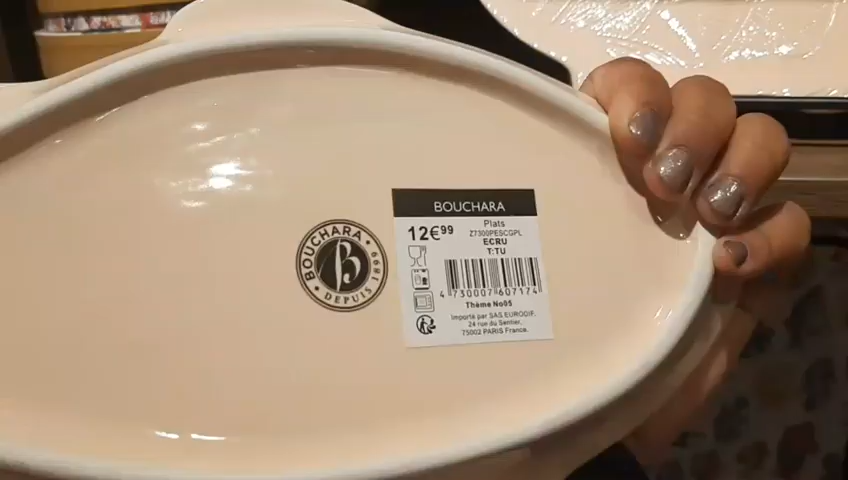 BOUCHARA
Plats
12€99
Z7300PESCGPL
ECRU
T:TU
4 730007 607174
Thème No05
Importé par SAS EURODIF.
24 rue du Sentier,
75002 PARIS France.
BOUCHARA
B
DEPUIS 1899